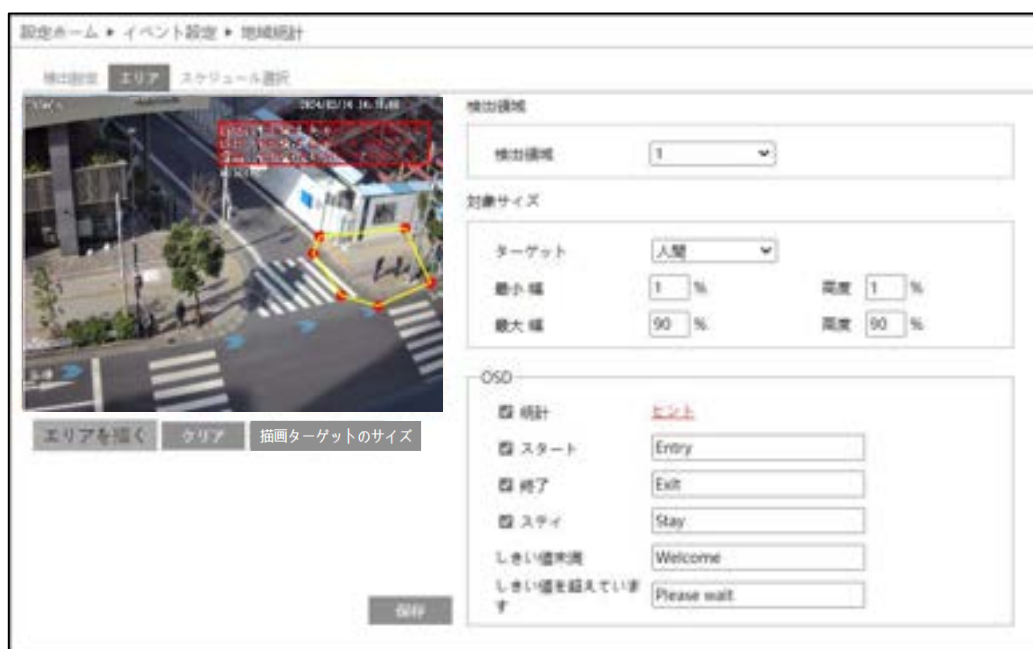 設定ホーム ▸ イベント設定 ▸ 地域統計
検出設定 エリア スケジュール選択
検出領域
検出領域 1
対象サイズ
ターゲット 人間
最小 幅 1 % 高度 1 %
最大 幅 90 % 高度 90 %
OSD
統計 ヒント
スタート Entry
終了 Exit
ステイ Stay
しきい値未満 Welcome
しきい値を超えていま
す Please wait
エリアを描く クリア 描画ターゲットのサイズ
保存